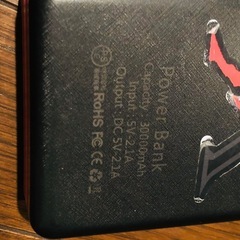 Power Bank
Capacity : 30000mAh
Input : 5V-2.1A
Output : DC 5V-2.1A
RoHS FC CE